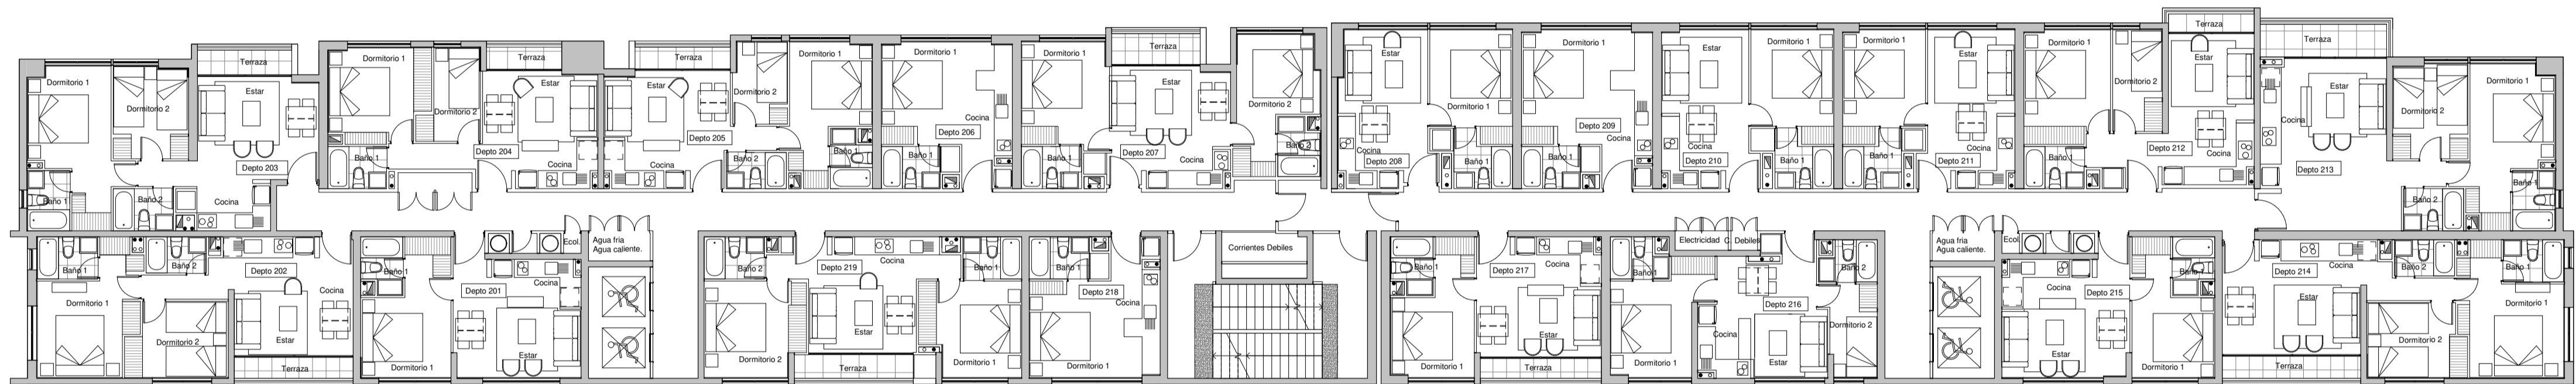 Dormitorio 1
Dormitorio 2
Terraza
Estar
Depto 203
Baño 1
Baño 2
Cocina
Dormitorio 1
Dormitorio 2
Terraza
Estar
Depto 204
Baño 1
Cocina
Terraza
Estar
Depto 205
Cocina
Dormitorio 2
Dormitorio 1
Baño 2
Baño 1
Dormitorio 1
Cocina
Depto 206
Baño 1
Dormitorio 1
Terraza
Estar
Depto 207
Baño 1
Cocina
Dormitorio 2
Baño 2
Estar
Dormitorio 1
Cocina
Depto 208
Baño 1
Dormitorio 1
Depto 209
Cocina
Baño 1
Estar
Dormitorio 1
Cocina
Depto 210
Baño 1
Dormitorio 1
Estar
Cocina
Depto 211
Baño 1
Dormitorio 1
Dormitorio 2
Terraza
Estar
Depto 212
Cocina
Baño 1
Terraza
Estar
Cocina
Depto 213
Dormitorio 2
Dormitorio 1
Baño 1
Baño 2
Baño 1
Baño 2
Depto 202
Cocina
Dormitorio 1
Dormitorio 2
Estar
Terraza
Baño 1
Depto 201
Cocina
Estar
Dormitorio 1
Ecol.
Agua fria
Agua caliente.
Baño 2
Depto 219
Cocina
Baño 1
Estar
Dormitorio 2
Terraza
Dormitorio 1
Baño 1
Depto 218
Cocina
Dormitorio 1
Corrientes Debiles
Baño 1
Depto 217
Cocina
Estar
Dormitorio 1
Terraza
Electricidad
C. Debiles
Baño 1
Baño 2
Depto 216
Cocina
Dormitorio 2
Dormitorio 1
Estar
Agua fria
Agua caliente.
Ecol
Baño 1
Cocina
Depto 215
Estar
Dormitorio 1
Depto 214
Cocina
Baño 2
Baño 1
Estar
Dormitorio 1
Dormitorio 2
Terraza